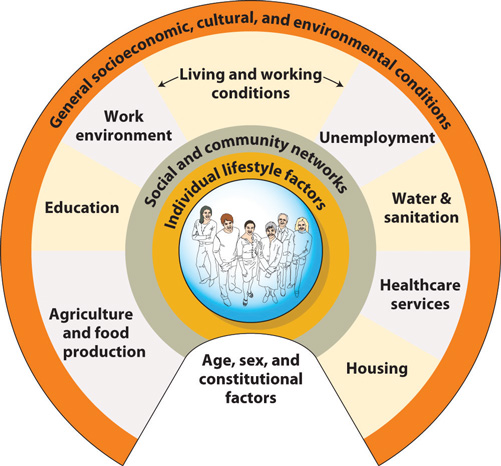 General socioeconomic, cultural, and environmental conditions
Living and working
conditions
Work
environment
Unemployment
Social and community networks
Individual lifestyle factors
Education
Water &
sanitation
Agriculture
and food
production
Healthcare
services
Age, sex, and
constitutional
factors
Housing